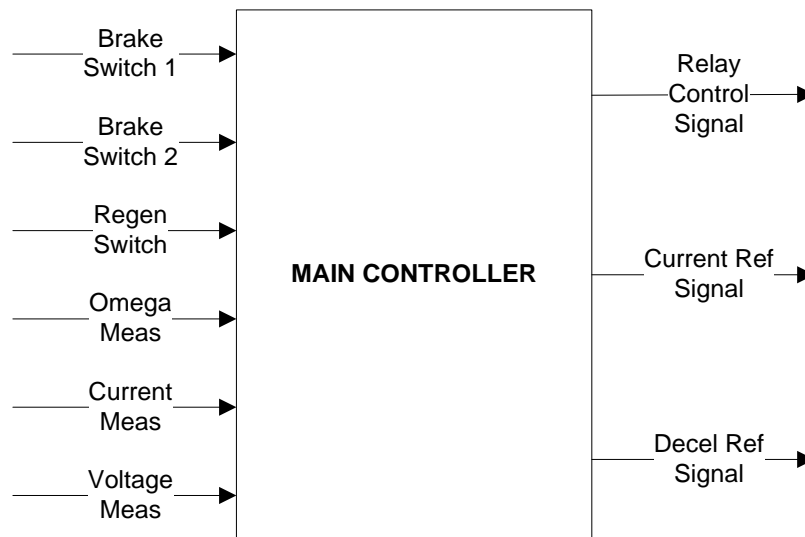 Brake
Switch 1
Brake
Switch 2
Regen
Switch
Omega
Meas
Current
Meas
Voltage
Meas
MAIN CONTROLLER
Relay
Control
Signal
Current Ref
Signal
Decel Ref
Signal